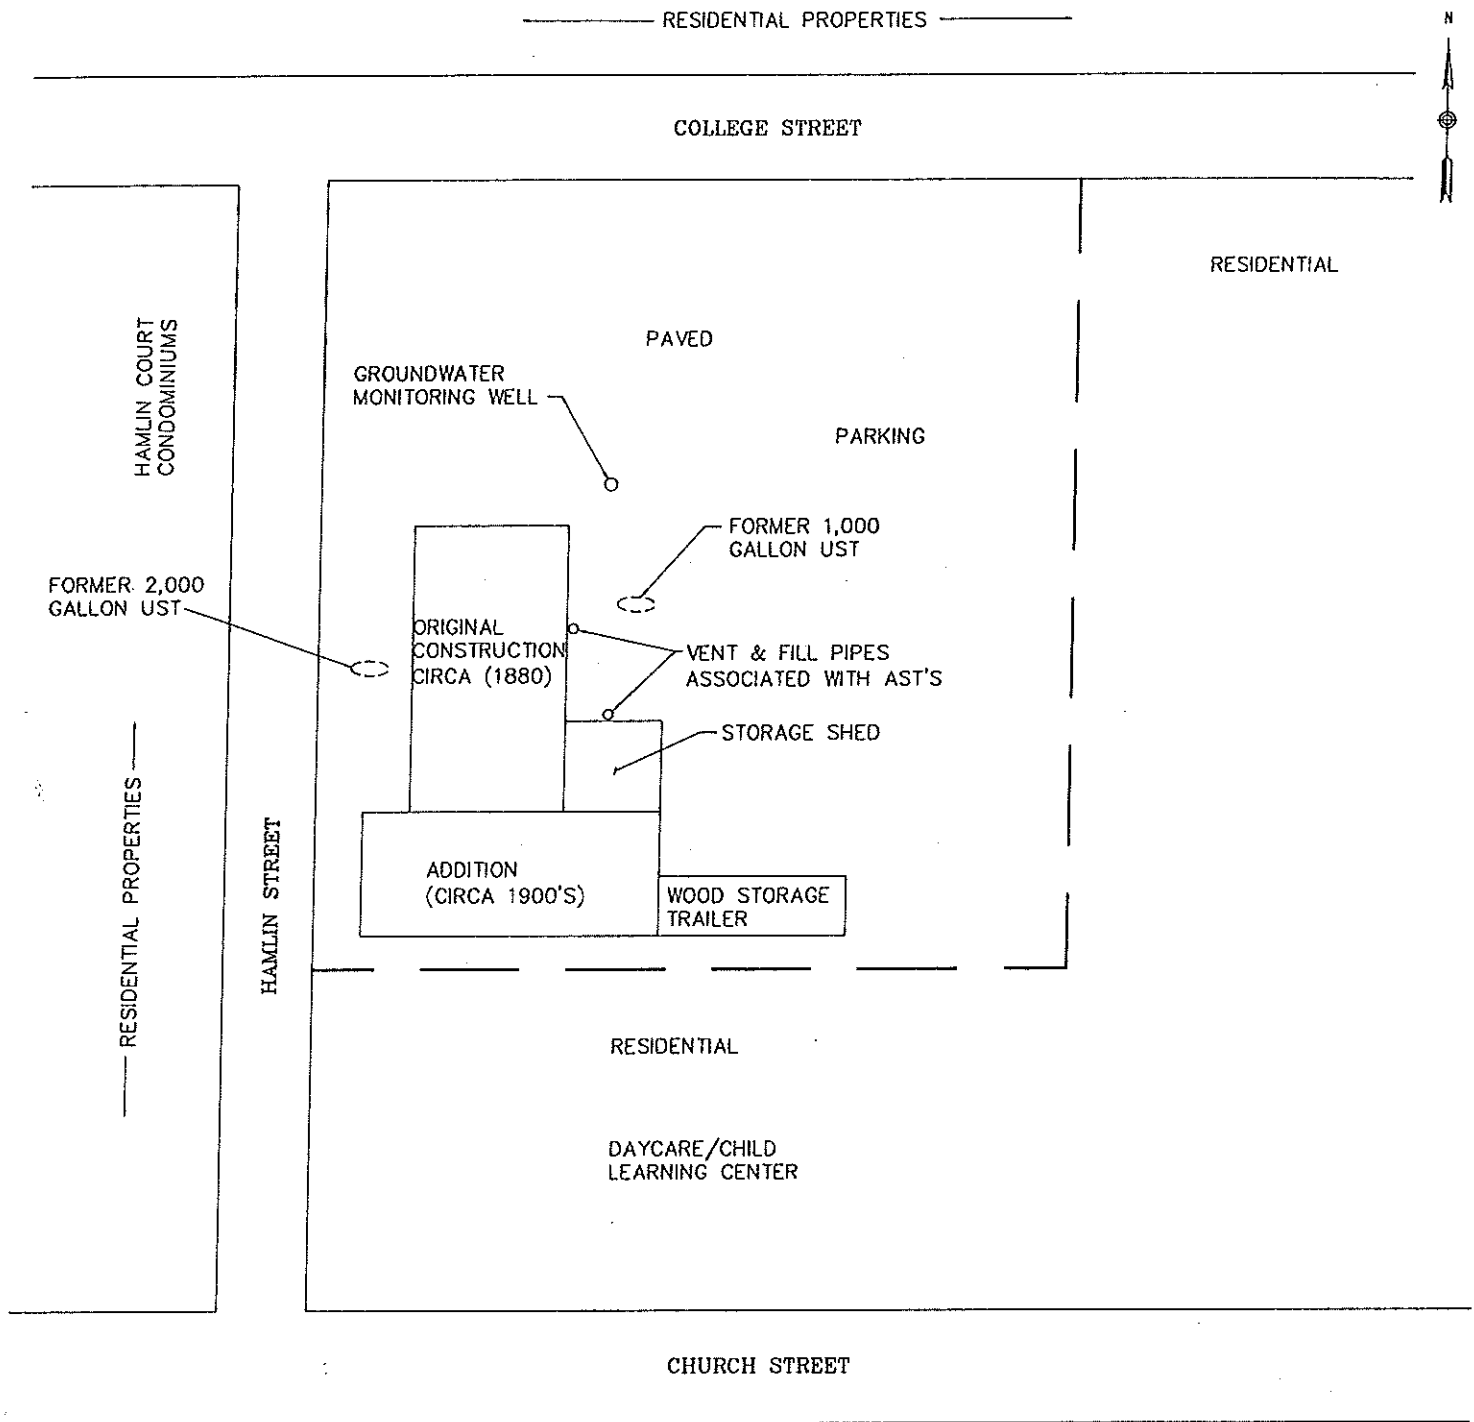 RESIDENTIAL PROPERTIES
N
COLLEGE STREET
RESIDENTIAL
HAMLIN COURT
CONDOMINIUMS
PAVED
GROUNDWATER
MONITORING WELL
PARKING
FORMER 1,000
GALLON UST
FORMER 2,000
GALLON UST
ORIGINAL
CONSTRUCTION
CIRCA (1880)
VENT & FILL PIPES
ASSOCIATED WITH AST'S
STORAGE SHED
RESIDENTIAL PROPERTIES
HAMLIN STREET
ADDITION
(CIRCA 1900'S)
WOOD STORAGE
TRAILER
RESIDENTIAL
DAYCARE/CHILD
LEARNING CENTER
CHURCH STREET